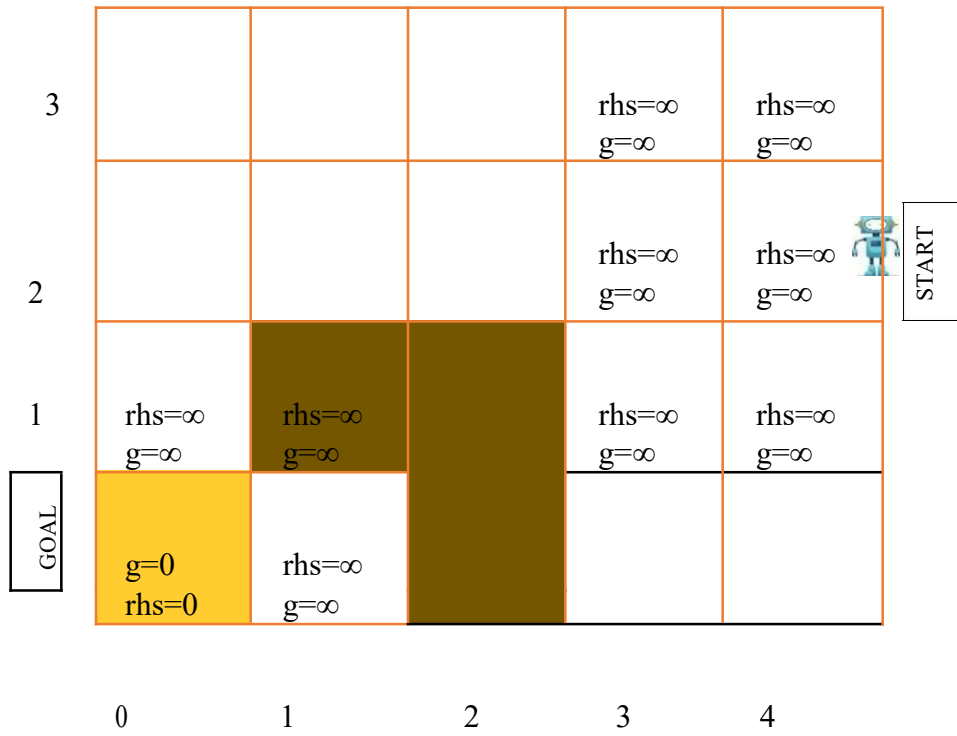 3
rhs=∞
g=∞
rhs=∞
g=∞
2
rhs=∞
g=∞
rhs=∞
g=∞
START
1
rhs=∞
g=∞
rhs=∞
g=∞
rhs=∞
g=∞
rhs=∞
g=∞
GOAL
g=0
rhs=0
rhs=∞
g=∞
0 1 2 3 4